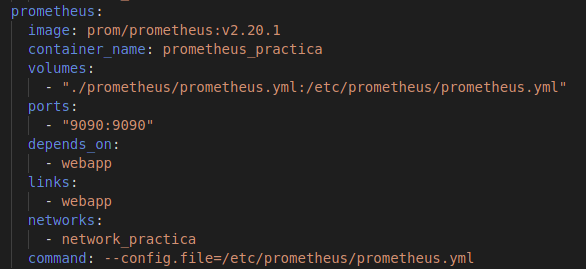 prometheus:
  image: prom/prometheus:v2.20.1
  container_name: prometheus_practica
  volumes:
    - "./prometheus/prometheus.yml:/etc/prometheus/prometheus.yml"
  ports:
    - "9090:9090"
  depends_on:
    - webapp
  links:
    - webapp
  networks:
    - network_practica
  command: --config.file=/etc/prometheus/prometheus.yml